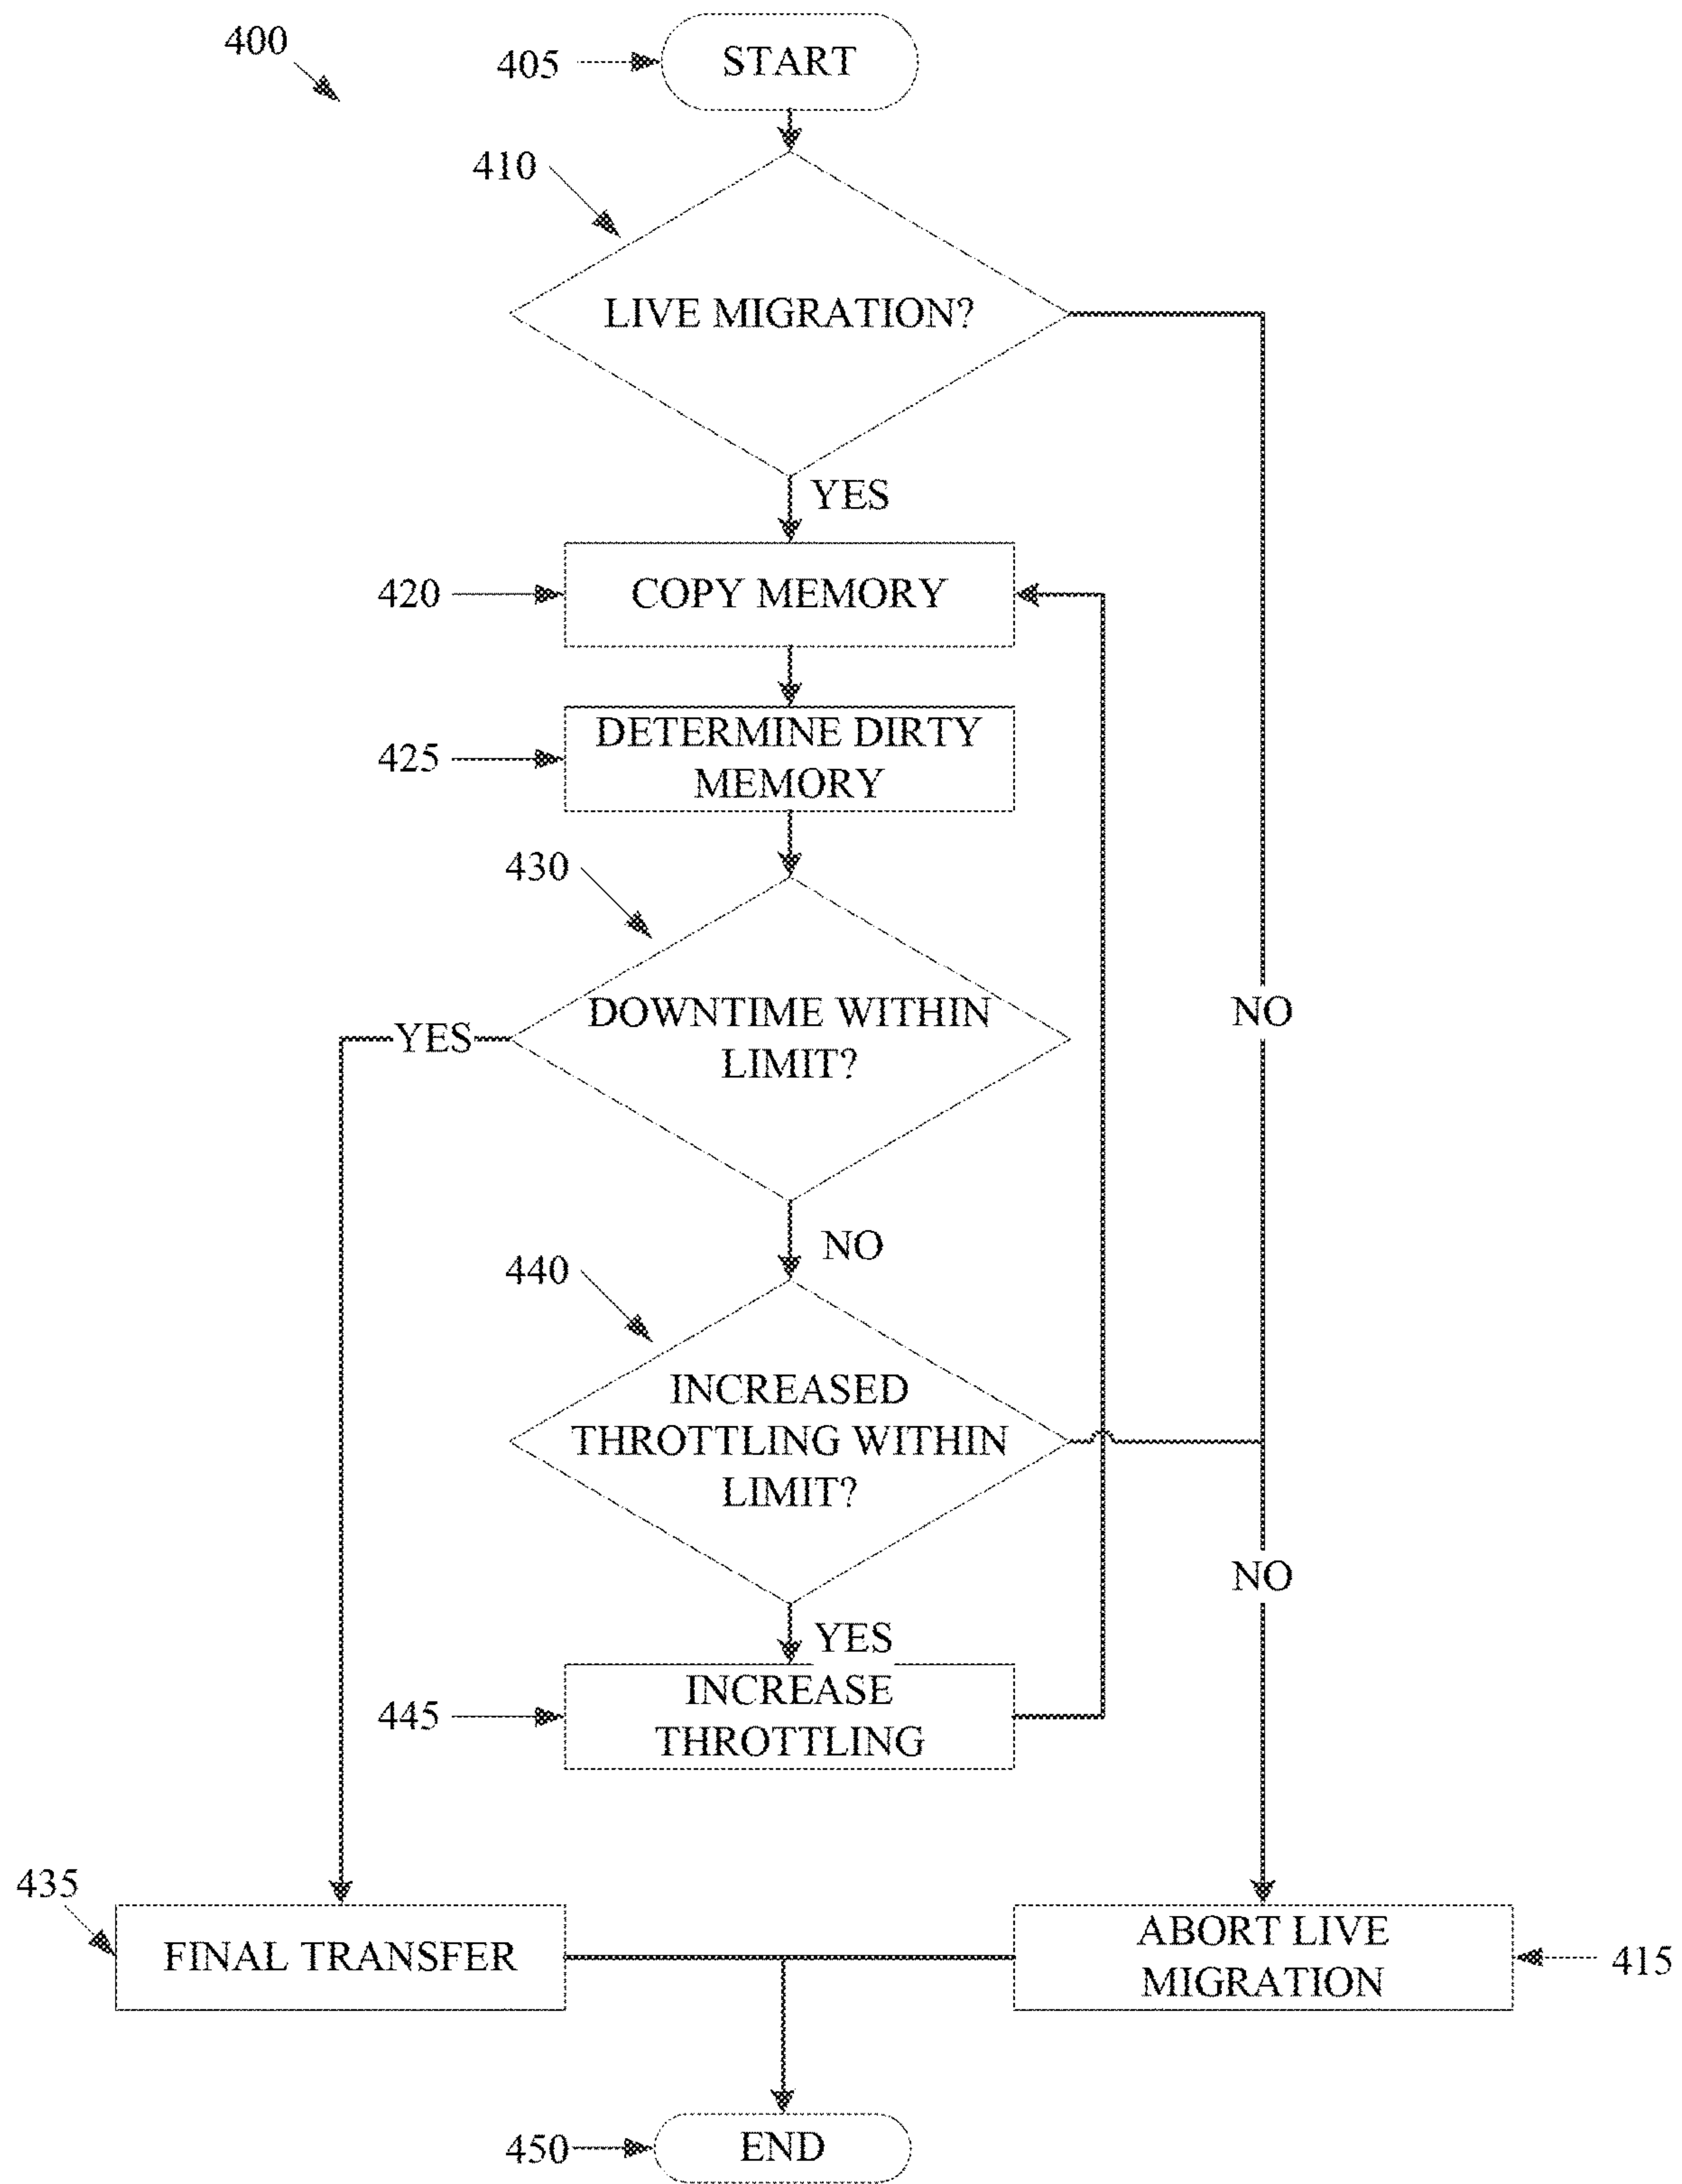 400
405
START
410
LIVE MIGRATION?
YES
420
COPY MEMORY
425
DETERMINE DIRTY
MEMORY
430
DOWNTIME WITHIN
LIMIT?
YES
NO
NO
440
INCREASED
THROTTLING WITHIN
LIMIT?
NO
YES
445
INCREASE
THROTTLING
435
FINAL TRANSFER
ABORT LIVE
MIGRATION
415
450
END